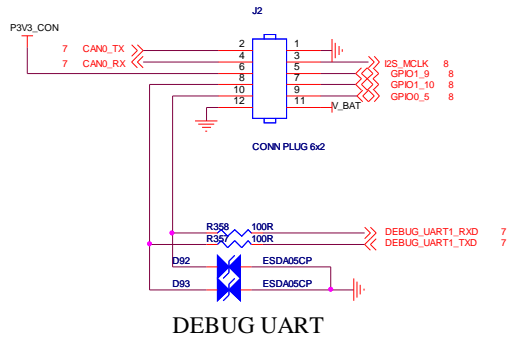 J2
P3V3_CON
7 CAN0_TX 2 1
7 CAN0_RX 4 3 I2S_MCLK 8
6 5 GPIO1_9 8
8 7 GPIO1_10 8
10 9 GPIO0_5 8
12 11 V_BAT
CONN PLUG 6x2
R358 100R DEBUG_UART1_RXD 7
R357 100R DEBUG_UART1_TXD 7
D92 ESDA05CP
D93 ESDA05CP
DEBUG UART